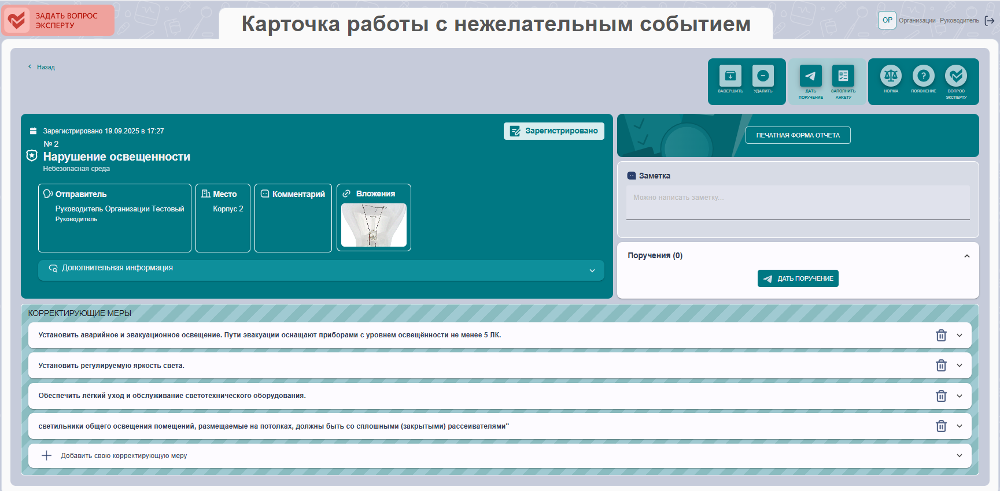 ЗАДАТЬ ВОПРОС
ЭКСПЕРТУ
Карточка работы с нежелательным событием
OP
Организации Руководитель
Назад
ЗАВЕРШИТЬ
УДАЛИТЬ
ДАТЬ
ПОРУЧЕНИЕ
ЗАПОЛНИТЬ
АНКЕТУ
НОРМА
ПОЯСНЕНИЕ
ВОПРОС
ЭКСПЕРТУ
Зарегистрировано 19.09.2025 в 17:27
Зарегистрировано
№ 2
Нарушение освещенности
Небезопасная среда
Отправитель
Руководитель Организации Тестовый
Руководитель
Место
Корпус 2
Комментарий
Вложения
Дополнительная информация
ПЕЧАТНАЯ ФОРМА ОТЧЕТА
Заметка
Можно написать заметку...
Поручения (0)
ДАТЬ ПОРУЧЕНИЕ
КОРРЕКТИРУЮЩИЕ МЕРЫ
Установить аварийное и эвакуационное освещение. Пути эвакуации оснащают приборами с уровнем освещённости не менее 5 ЛК.
Установить регулируемую яркость света.
Обеспечить лёгкий уход и обслуживание светотехнического оборудования.
светильники общего освещения помещений, размещаемые на потолках, должны быть со сплошными (закрытыми) рассеивателями"
Добавить свою корректирующую меру